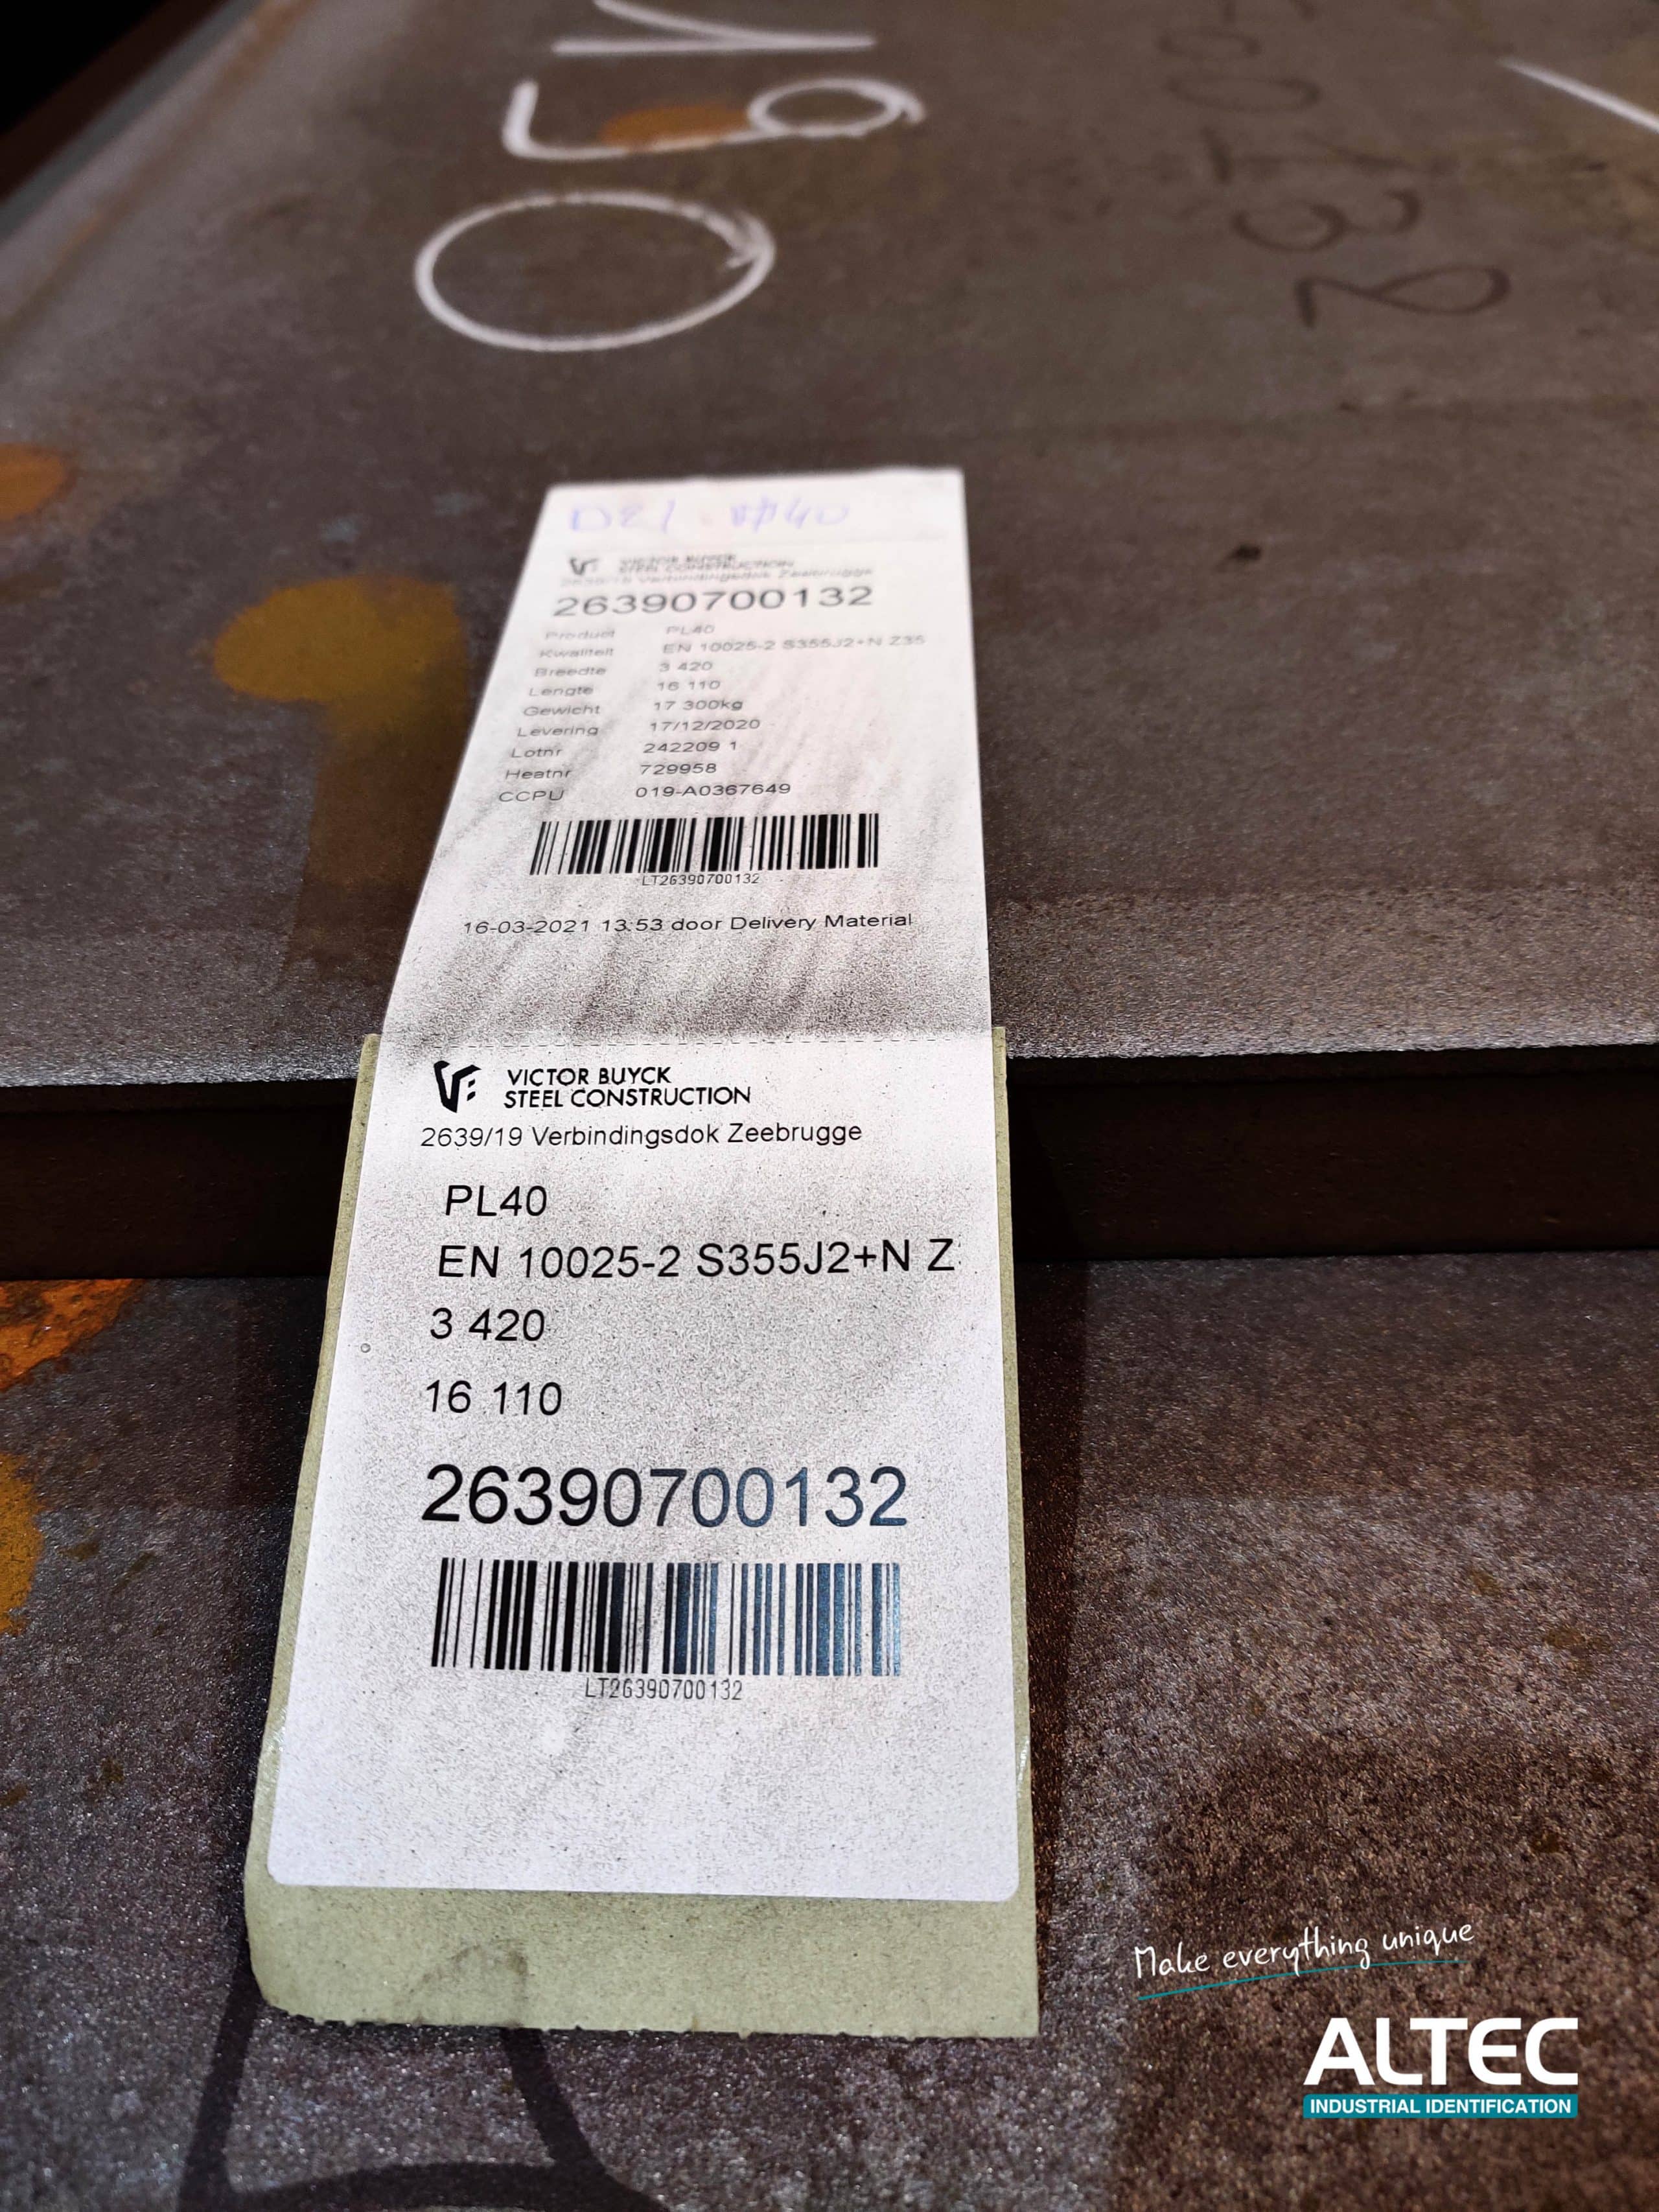 VICTOR BUYCK
STEEL CONSTRUCTION
2639/19 Verbindingsdok Zeebrugge
26390700132
Product PL40
Kwaliteit EN 10025-2 S355J2+N Z35
Breedte 3 420
Lengte 16 110
Gewicht 17 300kg
Levering 17/12/2020
Lotnr 242209 1
Heatnr 729958
CCPU 019-A0367649
LT26390700132
16-03-2021 13:53 door Delivery Material
VICTOR BUYCK
STEEL CONSTRUCTION
2639/19 Verbindingsdok Zeebrugge
PL40
EN 10025-2 S355J2+N Z
3 420
16 110
26390700132
LT26390700132
Make everything unique
ALTEC
INDUSTRIAL IDENTIFICATION